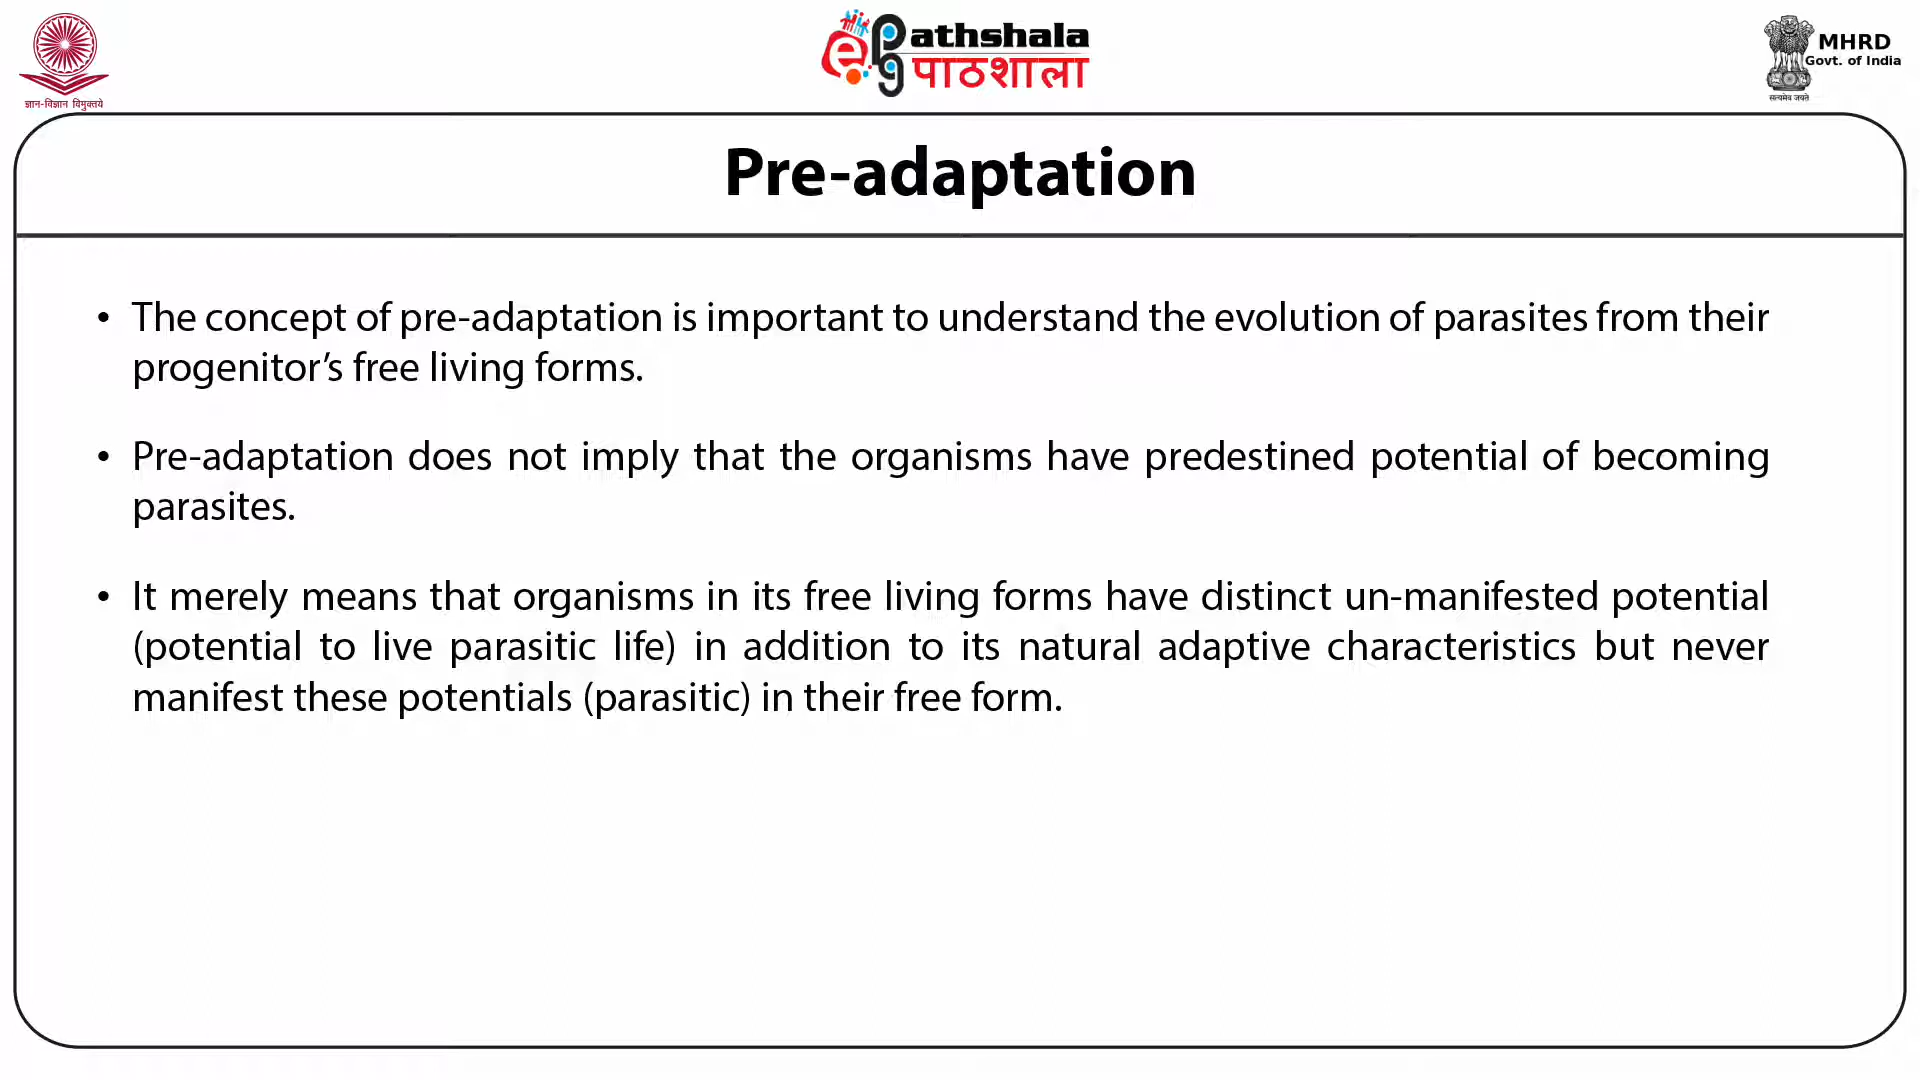 ज्ञान-विज्ञान विमुक्तये
e Pathshala
पाठशाला
MHRD
Govt. of India
सत्यमेव जयते
Pre-adaptation
• The concept of pre-adaptation is important to understand the evolution of parasites from their
progenitor’s free living forms.
• Pre-adaptation does not imply that the organisms have predestined potential of becoming
parasites.
• It merely means that organisms in its free living forms have distinct un-manifested potential
(potential to live parasitic life) in addition to its natural adaptive characteristics but never
manifest these potentials (parasitic) in their free form.